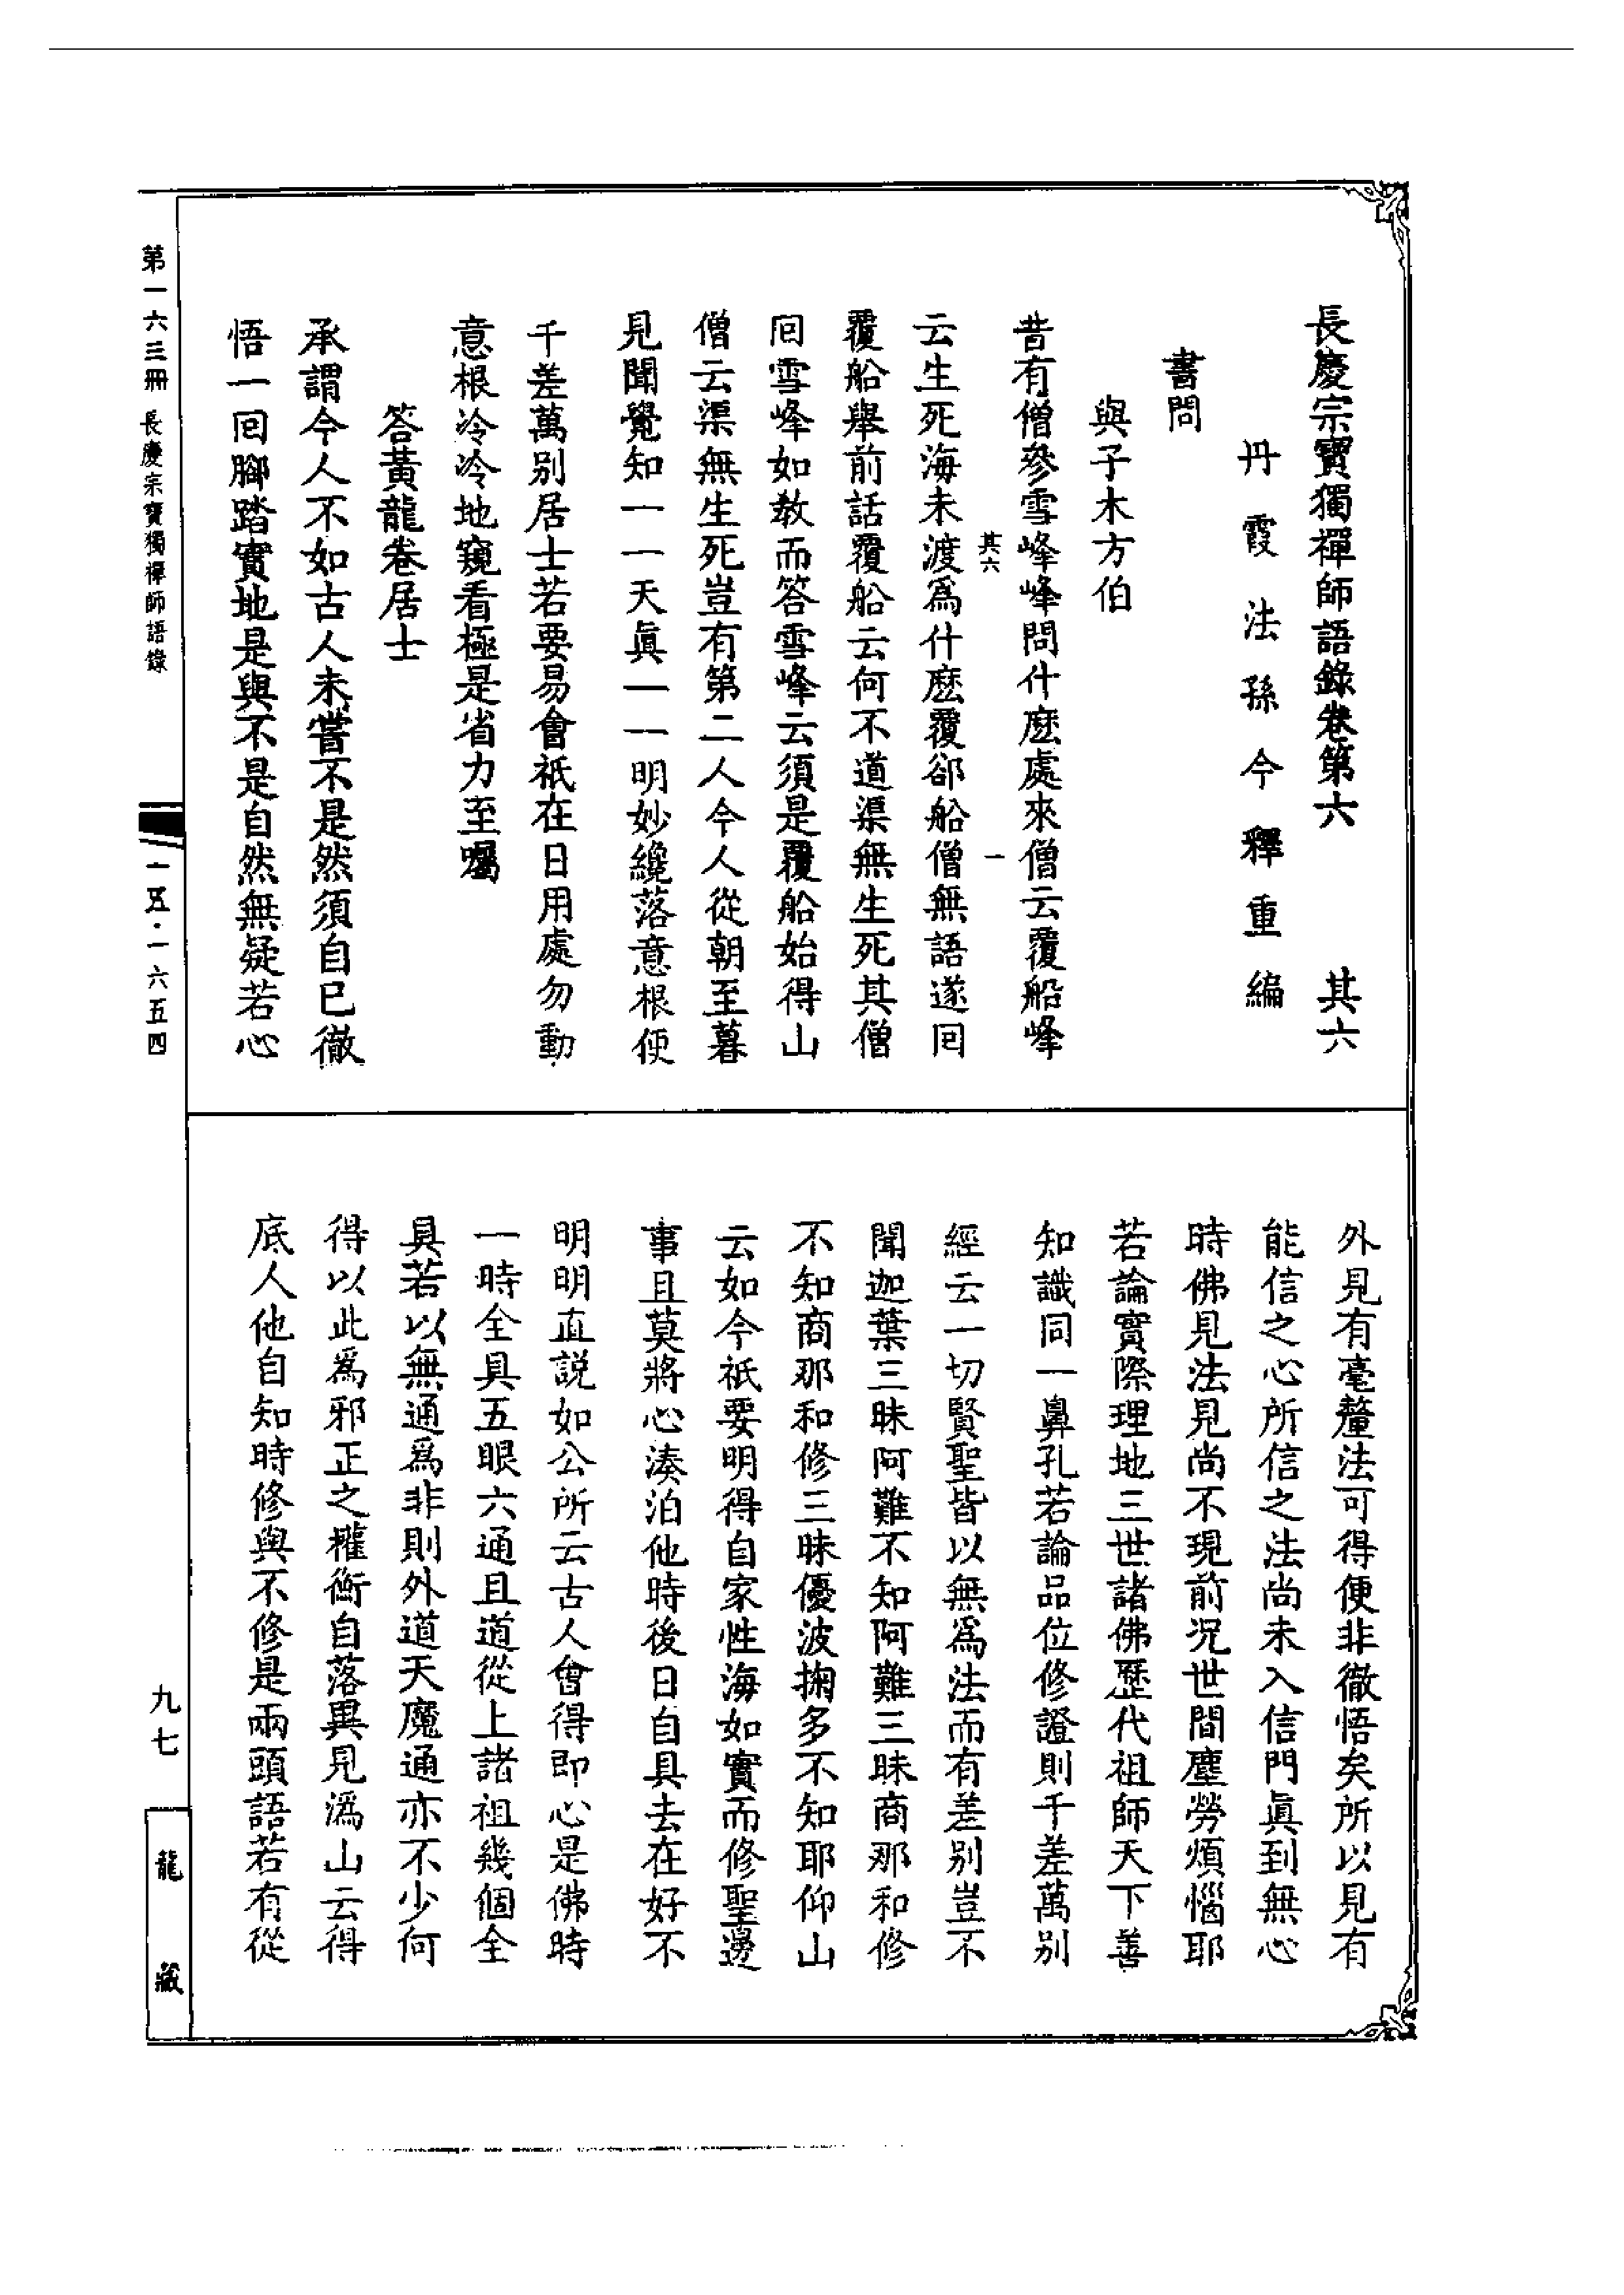 長慶宗寶獨禪師語錄卷第六　其六
丹霞法孫今釋重編
書問
與子木方伯
昔有僧參雪峰峰問什麽處來僧云覆船峰
其六　一
云生死海未渡爲什麽覆郤船僧無語遂囘
覆船舉前話覆船云何不道渠無生死其僧
囘雪峰如教而答雪峰云須是覆船始得山
僧云渠無生死豈有第二人今人從朝至暮
見聞覺知一一天眞一一明妙纔落意根便
千差萬別居士若要易會祇在日用處勿動
意根冷冷地窺看極是省力至囑
答黃龍卷居士
承謂今人不如古人未嘗不是然須自已徹
悟一囘腳踏實地是與不是自然無疑若心
外見有毫釐法可得便非徹悟矣所以見有
能信之心所信之法尚未入信門眞到無心
時佛見法見尚不現前况世間塵勞煩惱耶
若論實際理地三世諸佛歷代祖師天下善
知識同一鼻孔若論品位修證則千差萬別
經云一切賢聖皆以無爲法而有差別豈不
聞迦葉三昧阿難不知阿難三昧商那和修
不知商那和修三昧優波掬多不知耶仰山
云如今祇要明得自家性海如實而修聖邊
事且莫將心湊泊他時後日自具去在好不
明明直說如公所云古人會得即心是佛時
一時全具五眼六通且道從上諸祖幾個全
具若以無通爲非則外道天魔通亦不少何
得以此爲邪正之權衡自落異見溈山云得
底人他自知時修與不修是兩頭語若有從
第一六三冊　長慶宗寶獨禪師語錄
一五·一六五四
九七
龍藏